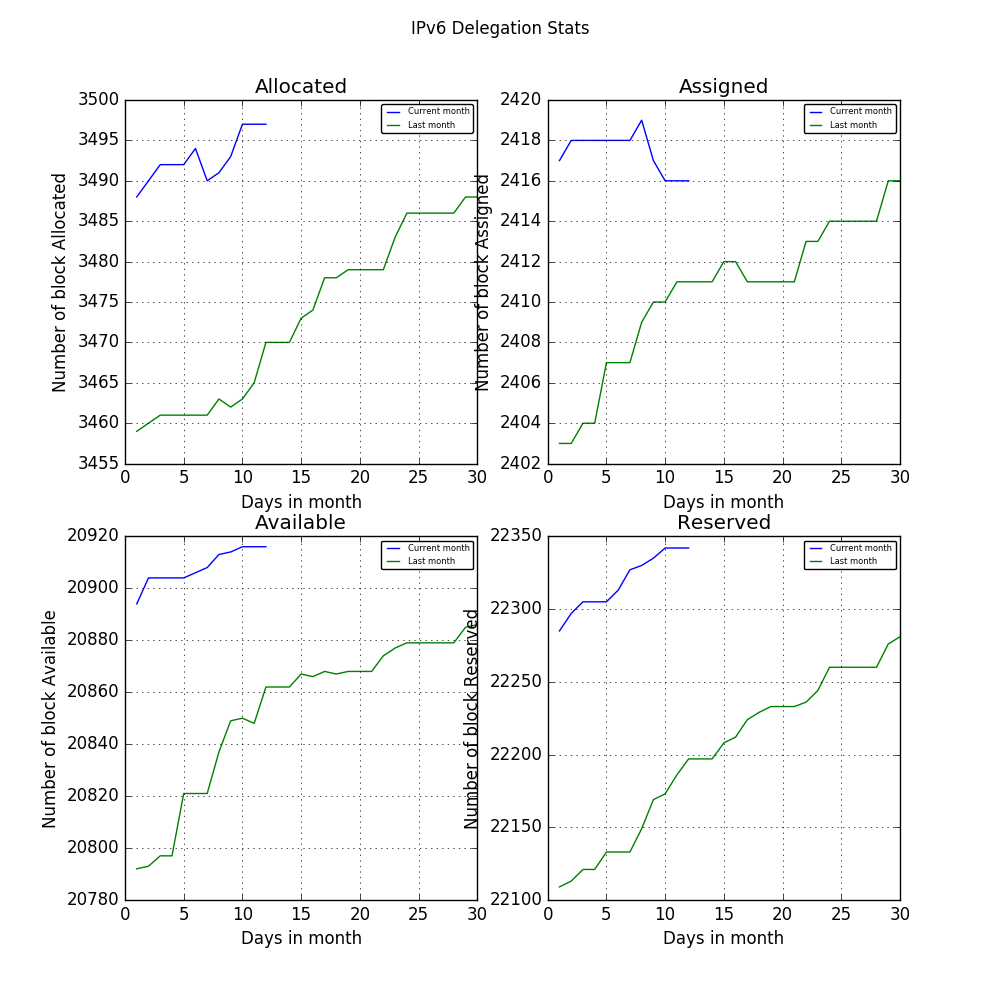 IPv6 Delegation Stats
Allocated
Number of block Allocated
3500
3495
3490
3485
3480
3475
3470
3465
3460
3455
Current month
Last month
0 5 10 15 20 25 30
Days in month
Assigned
Number of block Assigned
2420
2418
2416
2414
2412
2410
2408
2406
2404
2402
Current month
Last month
0 5 10 15 20 25 30
Days in month
Available
Number of block Available
20920
20900
20880
20860
20840
20820
20800
20780
Current month
Last month
0 5 10 15 20 25 30
Days in month
Reserved
Number of block Reserved
22350
22300
22250
22200
22150
22100
Current month
Last month
0 5 10 15 20 25 30
Days in month